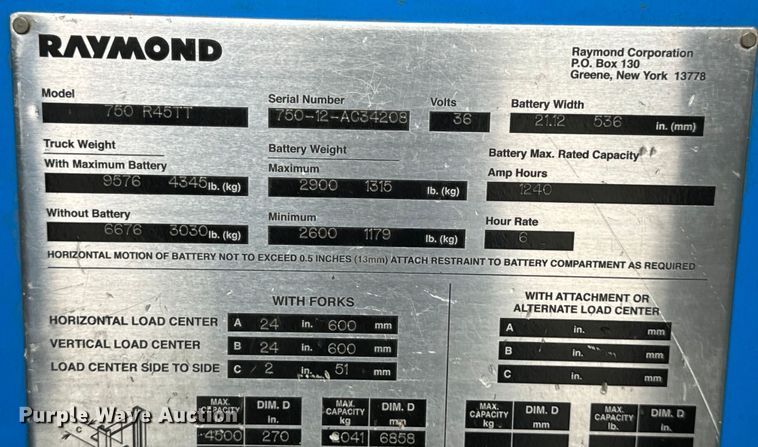 RAYMOND
Raymond Corporation
P.O. Box 130
Greene, New York 13778
Model
750 R45TT
Serial Number
750-12-AC34208
Volts
36
Battery Width
21.12 536 in. (mm)
Truck Weight
With Maximum Battery
9576 4345 lb. (kg)
Battery Weight
Maximum
2900 1315 lb. (kg)
Battery Max. Rated Capacity
Amp Hours
1240
Without Battery
6676 3030 lb. (kg)
Minimum
2600 1179 lb. (kg)
Hour Rate
6
HORIZONTAL MOTION OF BATTERY NOT TO EXCEED 0.5 INCHES (13mm) ATTACH RESTRAINT TO BATTERY COMPARTMENT AS REQUIRED
WITH FORKS
HORIZONTAL LOAD CENTER A 24 in. 600 mm
VERTICAL LOAD CENTER B 24 in. 600 mm
LOAD CENTER SIDE TO SIDE C 2 in. 51 mm
WITH ATTACHMENT OR
ALTERNATE LOAD CENTER
A in. mm
B in. mm
C in. mm
MAX. CAPACITY DIM. D in.
MAX. CAPACITY kg DIM. D mm
MAX. CAPACITY kg DIM. D mm
MAX. CAPACITY lb. DIM. D in.
4500 270 2041 6858
C
Purple Wave Auction